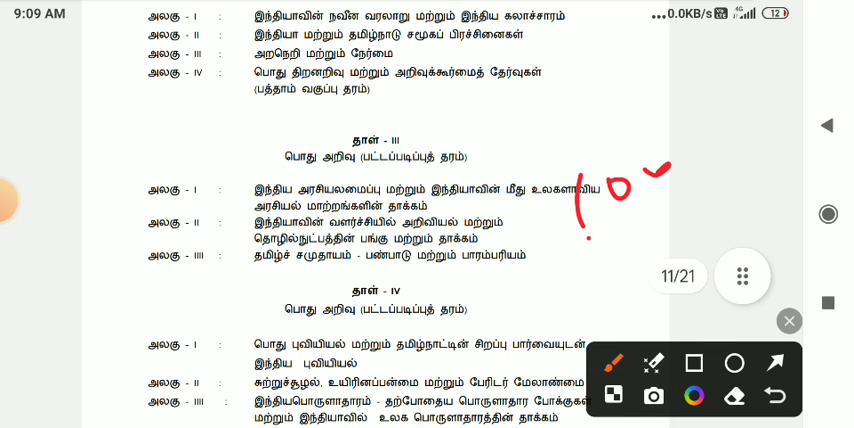 9:09 AM
...0.0KB/s Vo LTE 4G 12
அலகு - I : இந்தியாவின் நவீன வரலாறு மற்றும் இந்திய கலாச்சாரம்
அலகு - II : இந்தியா மற்றும் தமிழ்நாடு சமூகப் பிரச்சினைகள்
அலகு - III : அறநெறி மற்றும் நேர்மை
அலகு - IV : பொது திறனறிவு மற்றும் அறிவுக்கூர்மைத் தேர்வுகள்
(பத்தாம் வகுப்பு தரம்)
தாள் - III
பொது அறிவு (பட்டப்படிப்புத் தரம்)
அலகு - I : இந்திய அரசியலமைப்பு மற்றும் இந்தியாவின் மீது உலகளாவிய
அரசியல் மாற்றங்களின் தாக்கம்
அலகு - II : இந்தியாவின் வளர்ச்சியில் அறிவியல் மற்றும்
தொழில்நுட்பத்தின் பங்கு மற்றும் தாக்கம்
அலகு - IIII : தமிழ்ச் சமுதாயம் - பண்பாடு மற்றும் பாரம்பரியம்
11/21
தாள் - IV
பொது அறிவு (பட்டப்படிப்புத் தரம்)
அலகு - I : பொது புவியியல் மற்றும் தமிழ்நாட்டின் சிறப்பு பார்வையுடன்
இந்திய புவியியல்
அலகு - II : சுற்றுச்சூழல், உயிரினப்பன்மை மற்றும் பேரிடர் மேலாண்மை
அலகு - IIII : இந்தியபொருளாதாரம் - தற்போதைய பொருளாதார போக்குகள்
மற்றும் இந்தியாவில் உலக பொருளாதாரத்தின் தாக்கம்